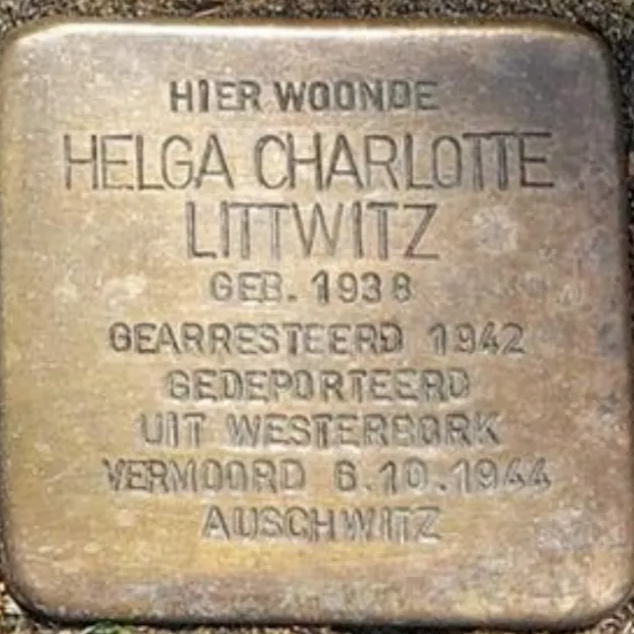 HIER WOONDE
HELGA CHARLOTTE
LITTWITZ
GEB. 1938
GEARRESTEERD 1942
GEDEPORTEERD
UIT WESTERBORK
VERMOORD 6.10.1944
AUSCHWITZ